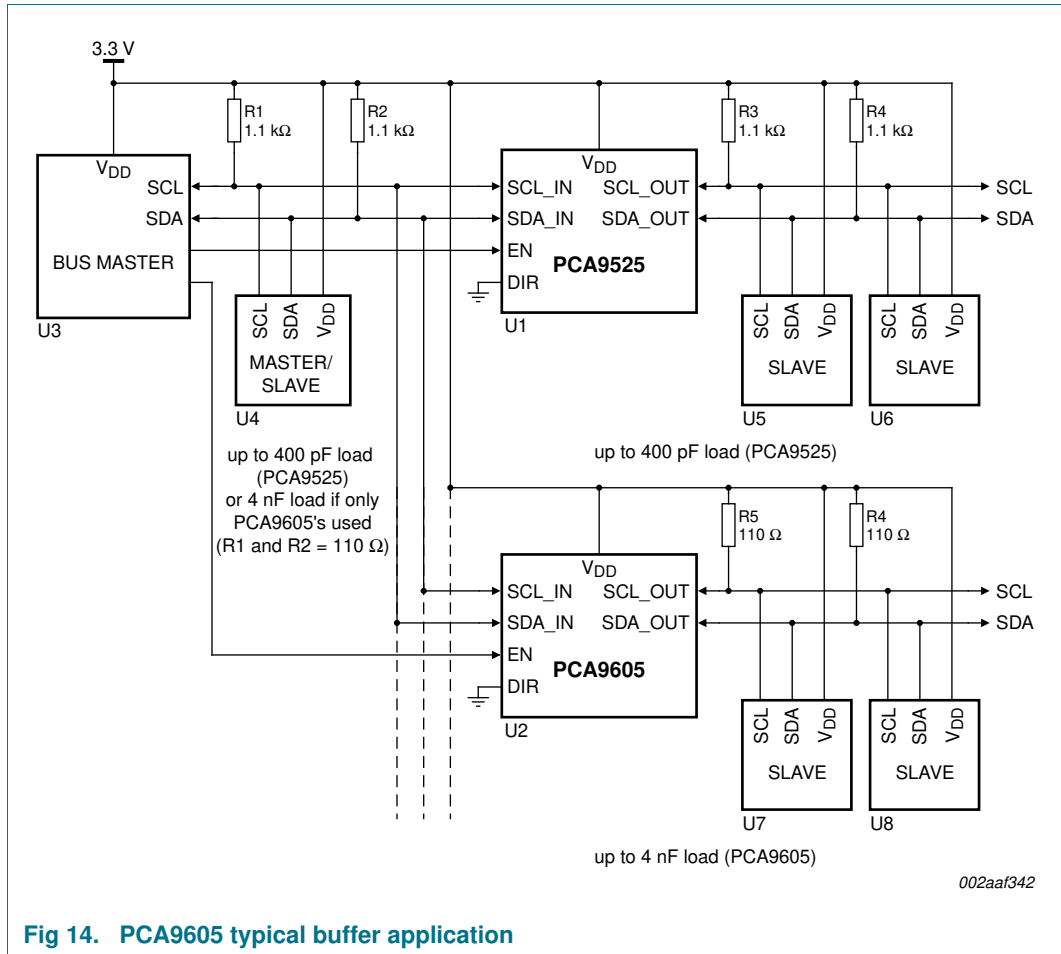 3.3 V
R1
1.1 kΩ
R2
1.1 kΩ
R3
1.1 kΩ
R4
1.1 kΩ
VDD
SCL
SDA
BUS MASTER
U3
VDD
SCL_IN
SCL_OUT
SDA_IN
SDA_OUT
EN
PCA9525
DIR
U1
SCL
SDA
SCL
SDA
VDD
MASTER/
SLAVE
U4
SCL
SDA
VDD
SLAVE
U5
SCL
SDA
VDD
SLAVE
U6
up to 400 pF load
(PCA9525)
or 4 nF load if only
PCA9605's used
(R1 and R2 = 110 Ω)
up to 400 pF load (PCA9525)
R5
110 Ω
R4
110 Ω
VDD
SCL_IN
SCL_OUT
SDA_IN
SDA_OUT
EN
PCA9605
DIR
U2
SCL
SDA
SCL
SDA
VDD
SLAVE
U7
SCL
SDA
VDD
SLAVE
U8
up to 4 nF load (PCA9605)
002aaf342
Fig 14. PCA9605 typical buffer application